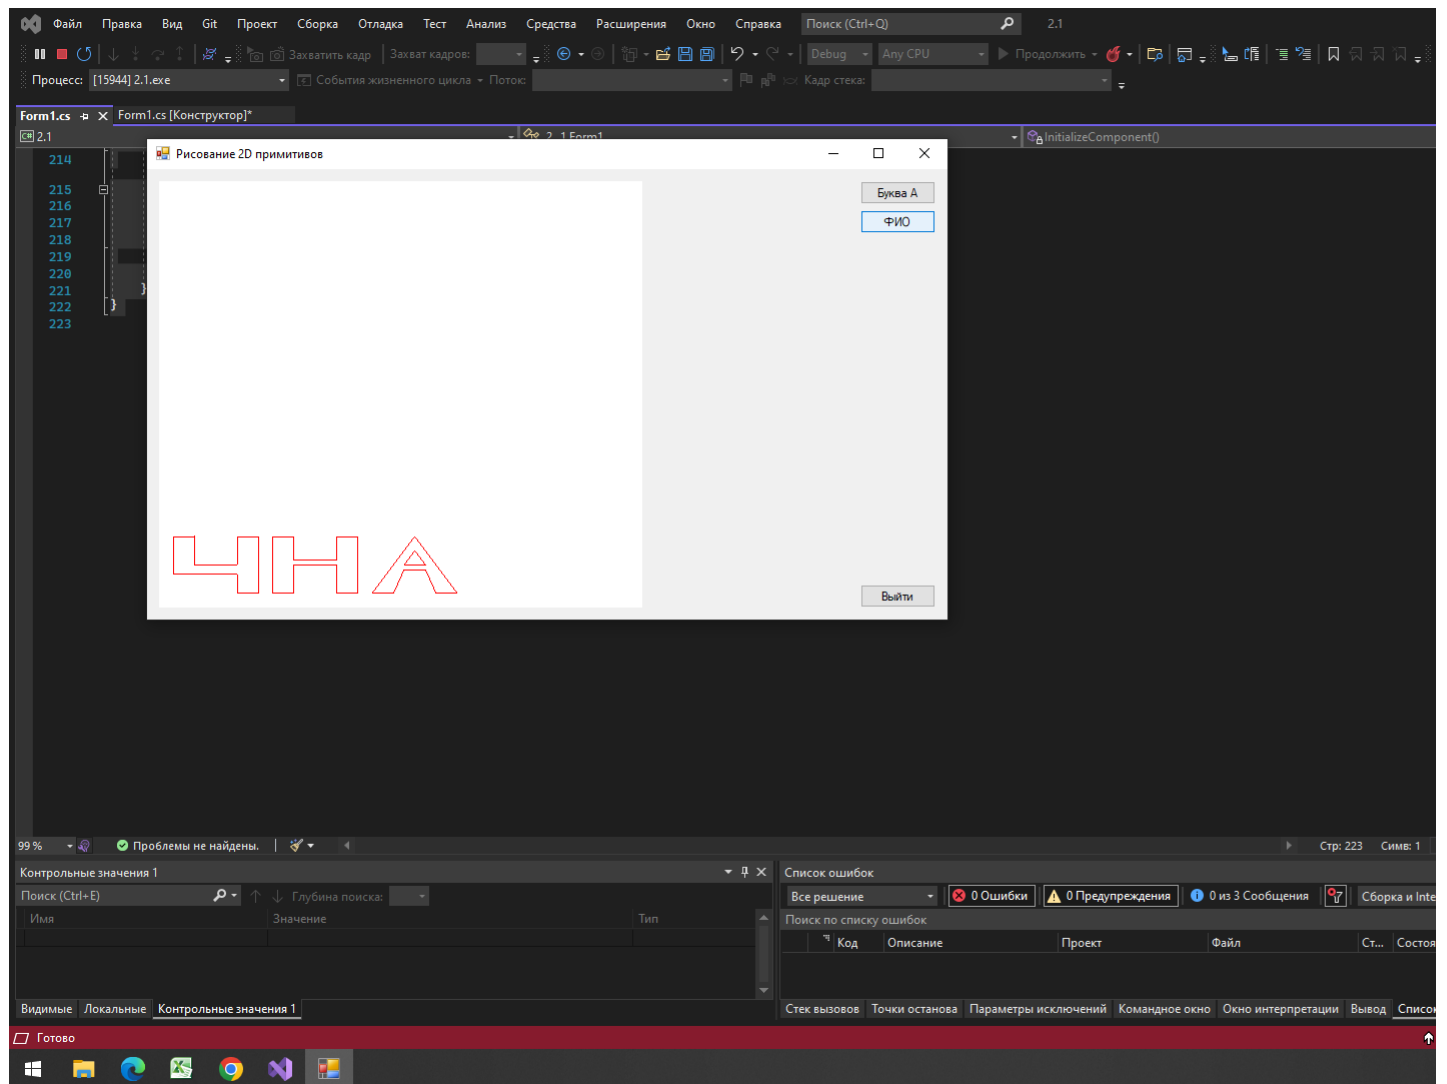 Файл Правка Вид Git Проект Сборка Отладка Тест Анализ Средства Расширения Окно Справка Поиск (Ctrl+Q) 2.1
Захватить кадр Захват кадров: Debug Any CPU Продолжить
Процесс: [15944] 2.1.exe События жизненного цикла Поток: Кадр стека:
Form1.cs Form1.cs [Конструктор]*
C# 2.1 2._1.Form1 InitializeComponent()
Рисование 2D примитивов
214
215
216
217
218
219
220
221 }
222 }
223
Буква А
ФИО
ЧНА
Выйти
99 % Проблемы не найдены. Стр: 223 Симв: 1
Контрольные значения 1
Поиск (Ctrl+E) Глубина поиска:
Имя Значение Тип
Видимые Локальные Контрольные значения 1
Список ошибок
Все решение 0 Ошибки 0 Предупреждения 0 из 3 Сообщения Сборка и Inte
Поиск по списку ошибок
Код Описание Проект Файл Ст... Состоя
Стек вызовов Точки останова Параметры исключений Командное окно Окно интерпретации Вывод Список
Готово